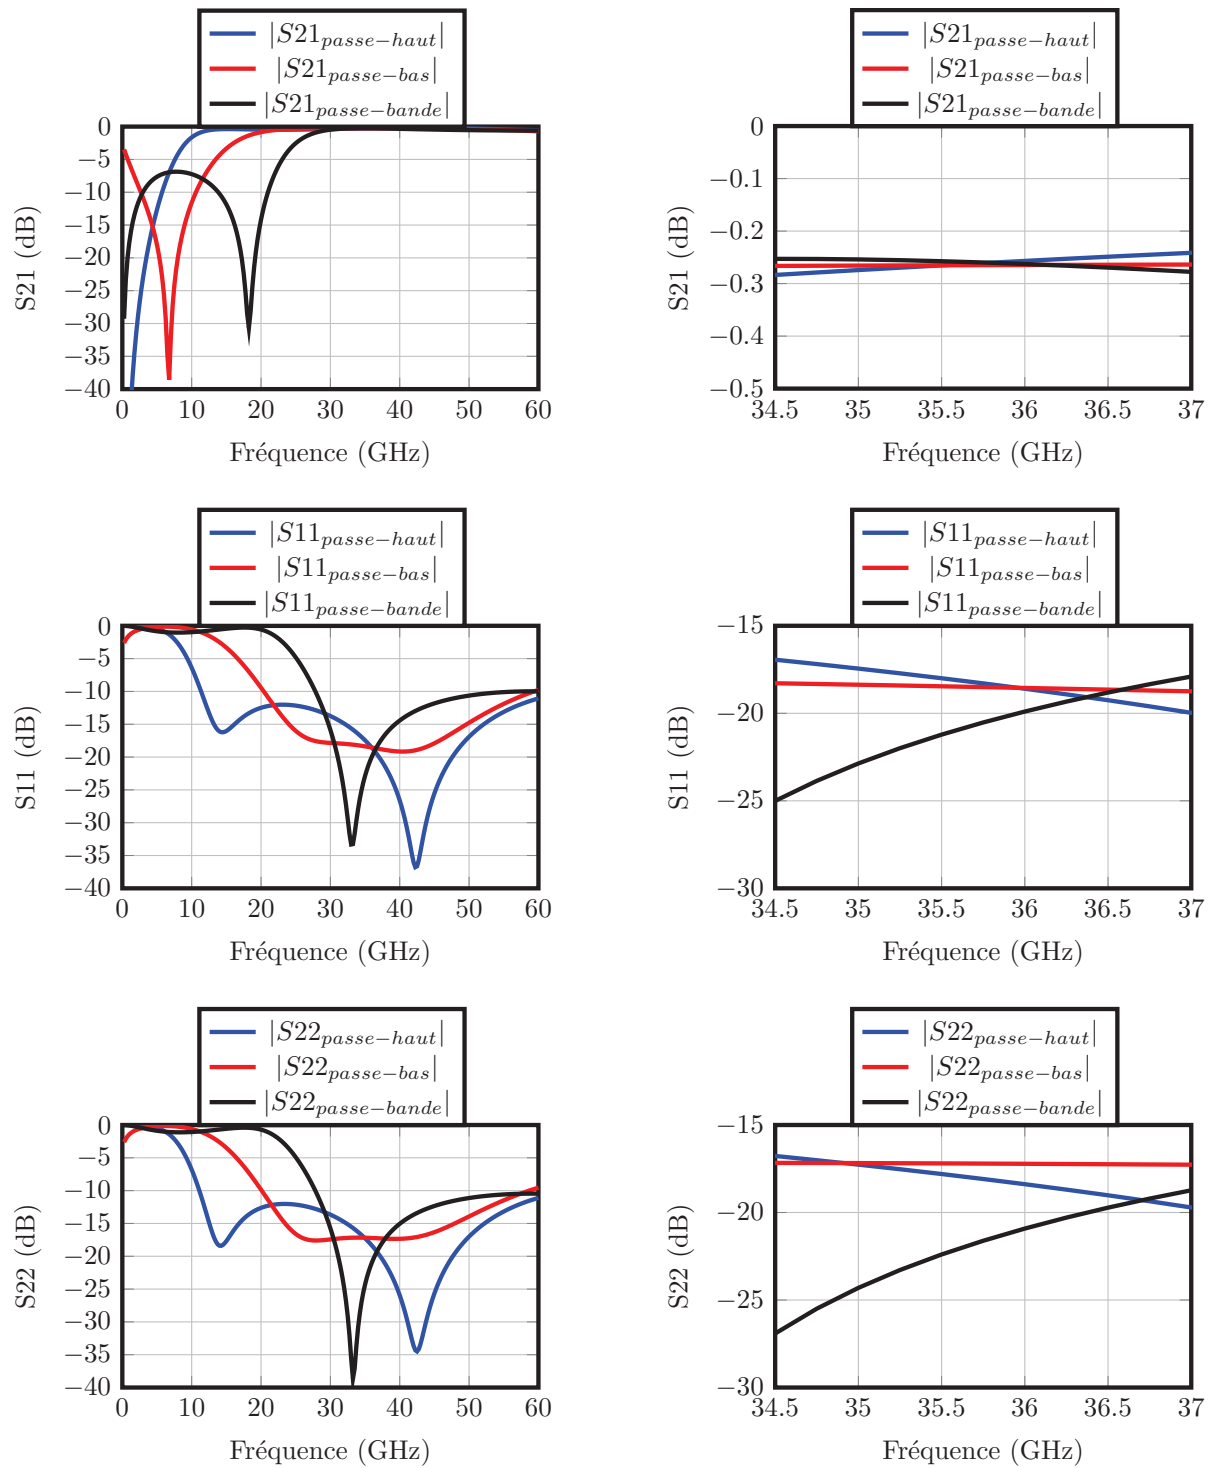 |S21passe−haut|
|S21passe−bas|
|S21passe−bande|
0
−5
−10
−15
−20
−25
−30
−35
−40
S21 (dB)
0 10 20 30 40 50 60
Fréquence (GHz)
|S21passe−haut|
|S21passe−bas|
|S21passe−bande|
0
−0.1
−0.2
−0.3
−0.4
−0.5
S21 (dB)
34.5 35 35.5 36 36.5 37
Fréquence (GHz)
|S11passe−haut|
|S11passe−bas|
|S11passe−bande|
0
−5
−10
−15
−20
−25
−30
−35
−40
S11 (dB)
0 10 20 30 40 50 60
Fréquence (GHz)
|S11passe−haut|
|S11passe−bas|
|S11passe−bande|
−15
−20
−25
−30
S11 (dB)
34.5 35 35.5 36 36.5 37
Fréquence (GHz)
|S22passe−haut|
|S22passe−bas|
|S22passe−bande|
0
−5
−10
−15
−20
−25
−30
−35
−40
S22 (dB)
0 10 20 30 40 50 60
Fréquence (GHz)
|S22passe−haut|
|S22passe−bas|
|S22passe−bande|
−15
−20
−25
−30
S22 (dB)
34.5 35 35.5 36 36.5 37
Fréquence (GHz)